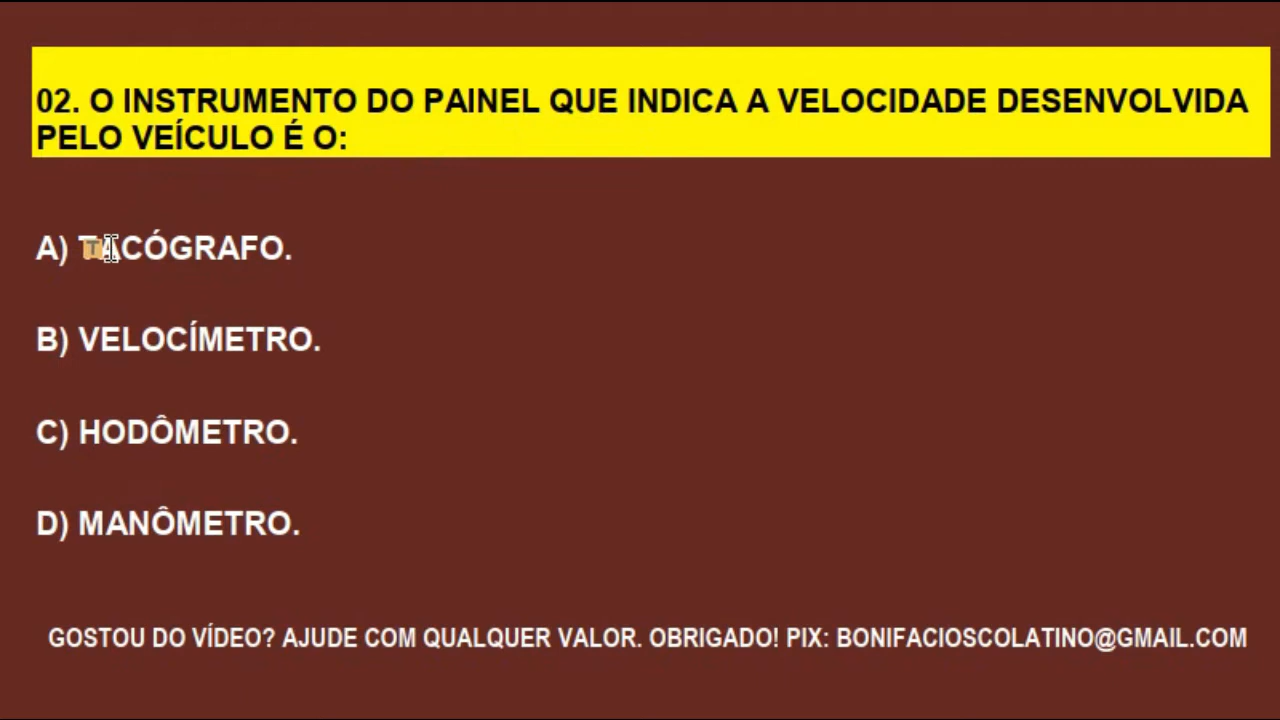 02. O INSTRUMENTO DO PAINEL QUE INDICA A VELOCIDADE DESENVOLVIDA
PELO VEÍCULO É O:
A) TACÓGRAFO.
B) VELOCÍMETRO.
C) HODÔMETRO.
D) MANÔMETRO.
GOSTOU DO VÍDEO? AJUDE COM QUALQUER VALOR. OBRIGADO! PIX: BONIFACIOSCOLATINO@GMAIL.COM